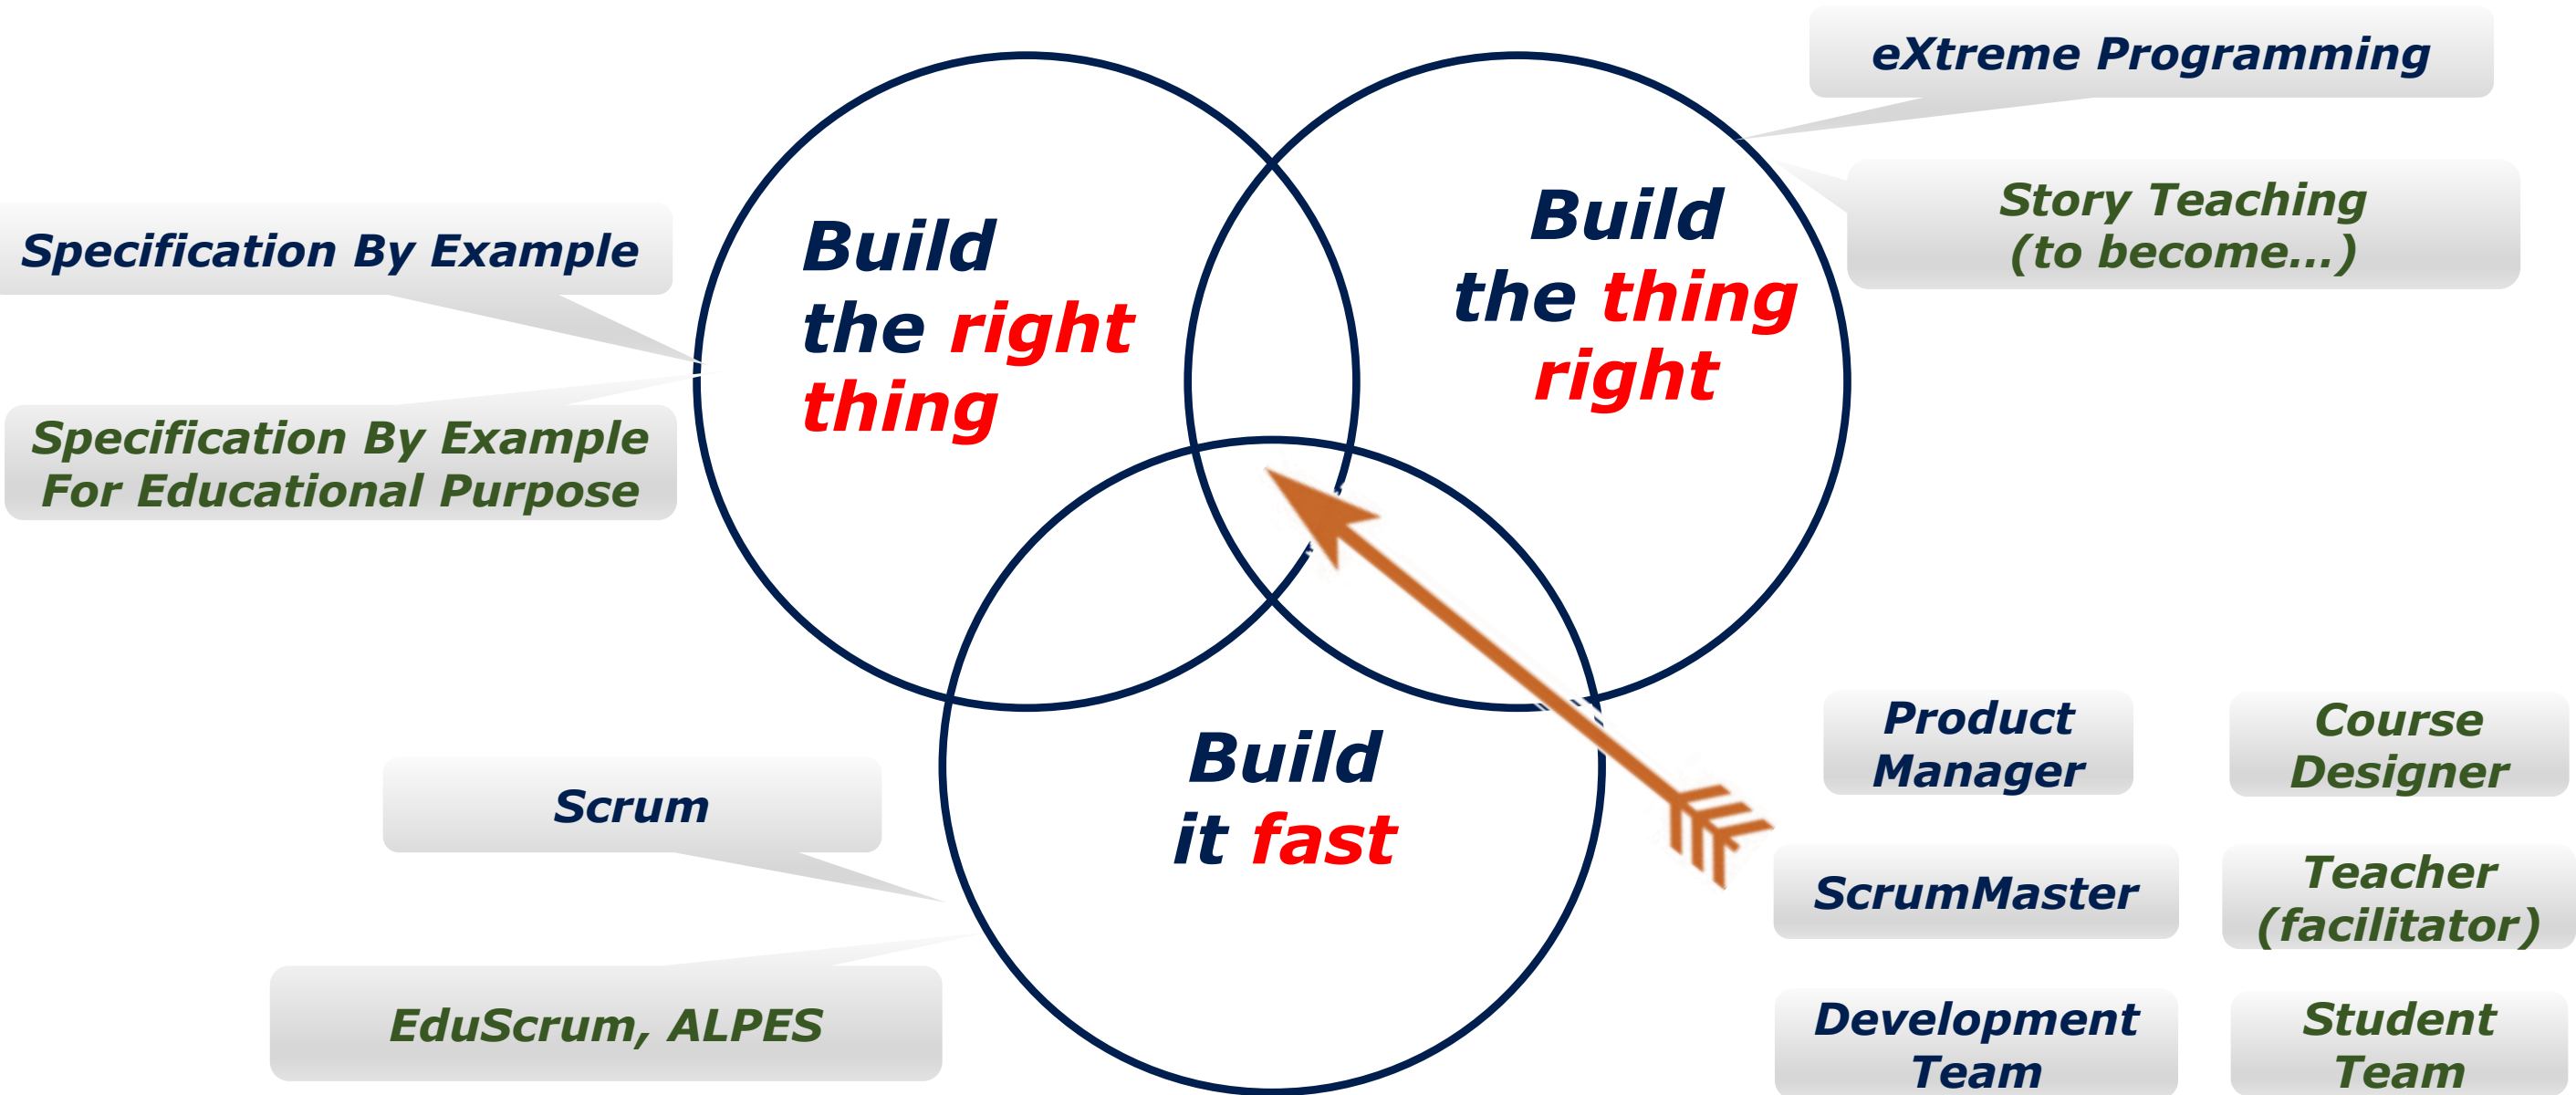 eXtreme Programming
Story Teaching
(to become...)
Build
the right
thing
Build
the thing
right
Specification By Example
Specification By Example
For Educational Purpose
Build
it fast
Scrum
EduScrum, ALPES
Product
Manager
Course
Designer
ScrumMaster
Teacher
(facilitator)
Development
Team
Student
Team